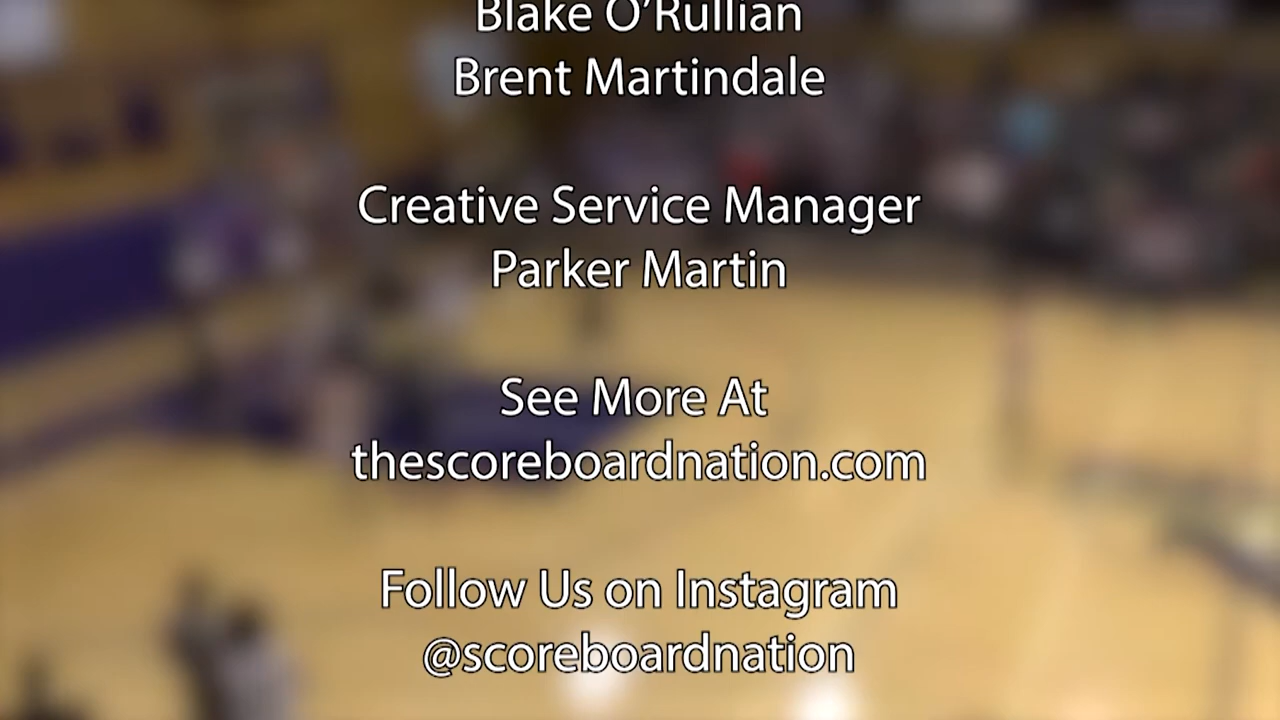 Blake O'Rullian
Brent Martindale
Creative Service Manager
Parker Martin
See More At
thescoreboardnation.com
Follow Us on Instagram
@scoreboardnation